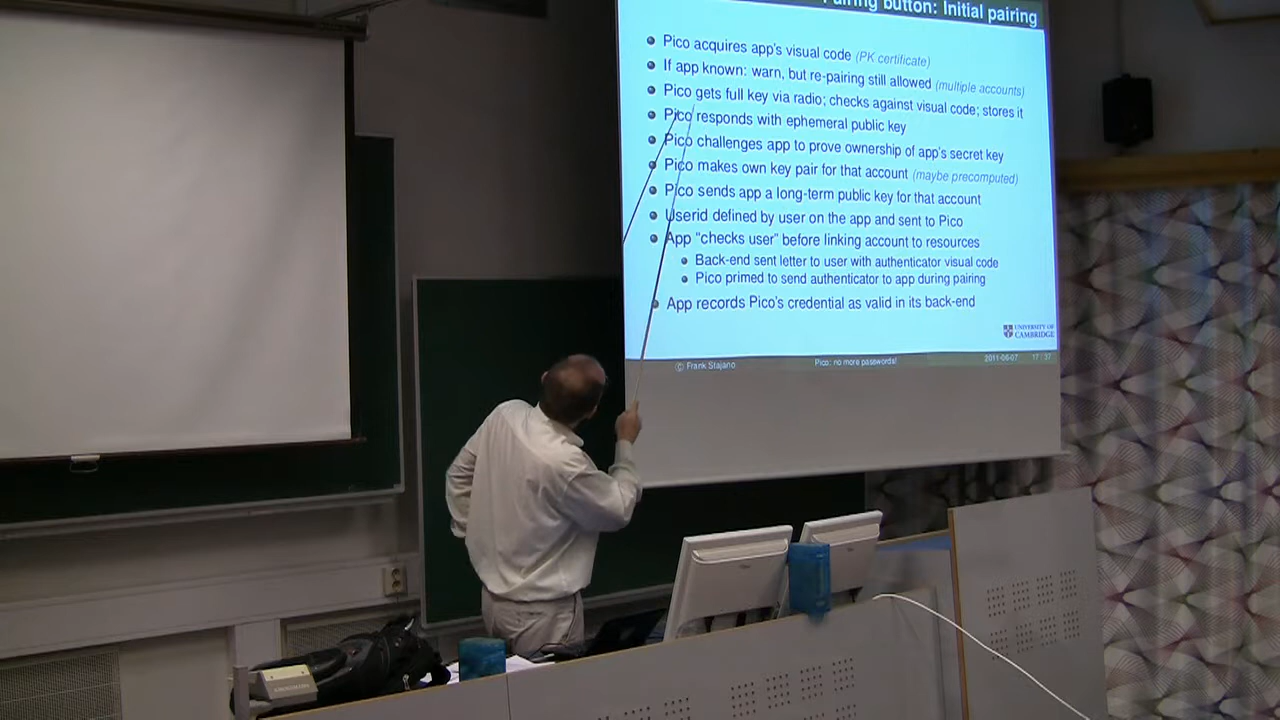 Pairing button: Initial pairing
Pico acquires app's visual code (PK certificate)
If app known: warn, but re-pairing still allowed (multiple accounts)
Pico gets full key via radio; checks against visual code; stores it
Pico responds with ephemeral public key
Pico challenges app to prove ownership of app's secret key
Pico makes own key pair for that account (maybe precomputed)
Pico sends app a long-term public key for that account
Userid defined by user on the app and sent to Pico
App "checks user" before linking account to resources
Back-end sent letter to user with authenticator visual code
Pico primed to send authenticator to app during pairing
App records Pico's credential as valid in its back-end
UNIVERSITY OF
CAMBRIDGE
© Frank Stajano Pico: no more passwords! 2011-06-07 17 / 37